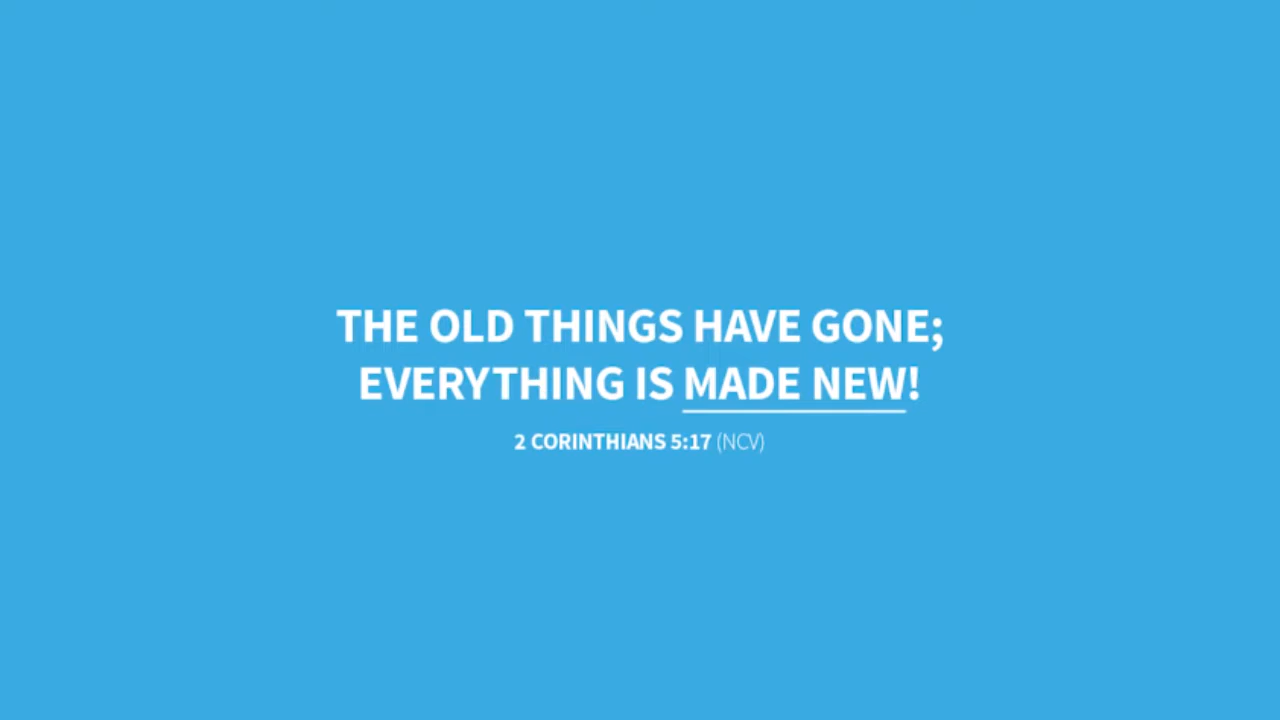 THE OLD THINGS HAVE GONE;
EVERYTHING IS MADE NEW!
2 CORINTHIANS 5:17 (NCV)